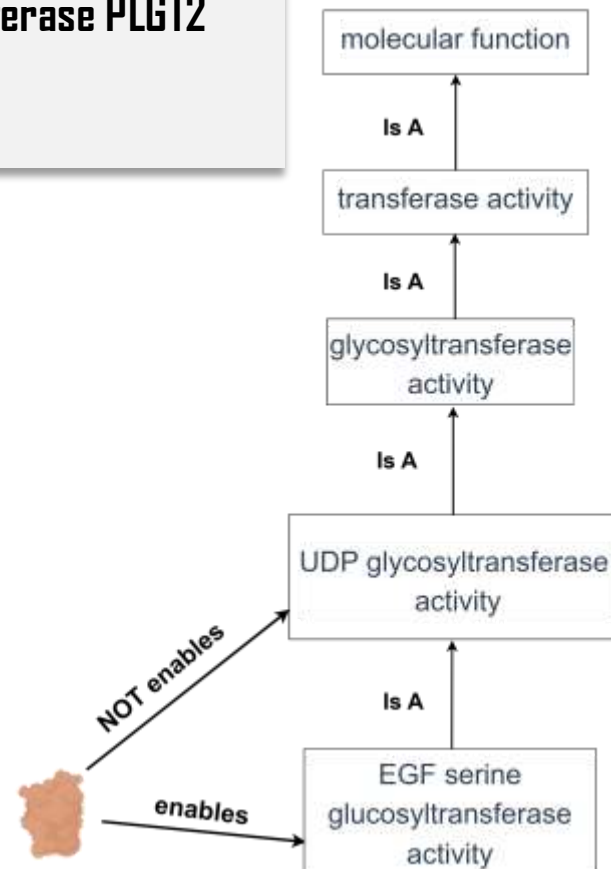 erase PLGT2
molecular function
Is A
transferase activity
Is A
glycosyltransferase
activity
Is A
UDP glycosyltransferase
activity
NOT enables
Is A
EGF serine
glucosyltransferase
activity
enables